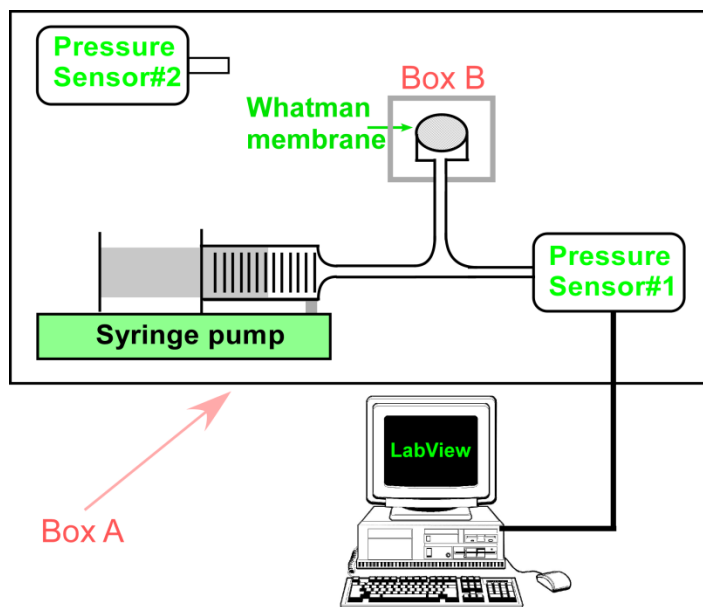 Pressure
Sensor#2
Box B
Whatman
membrane
Pressure
Sensor#1
Syringe pump
LabView
Box A